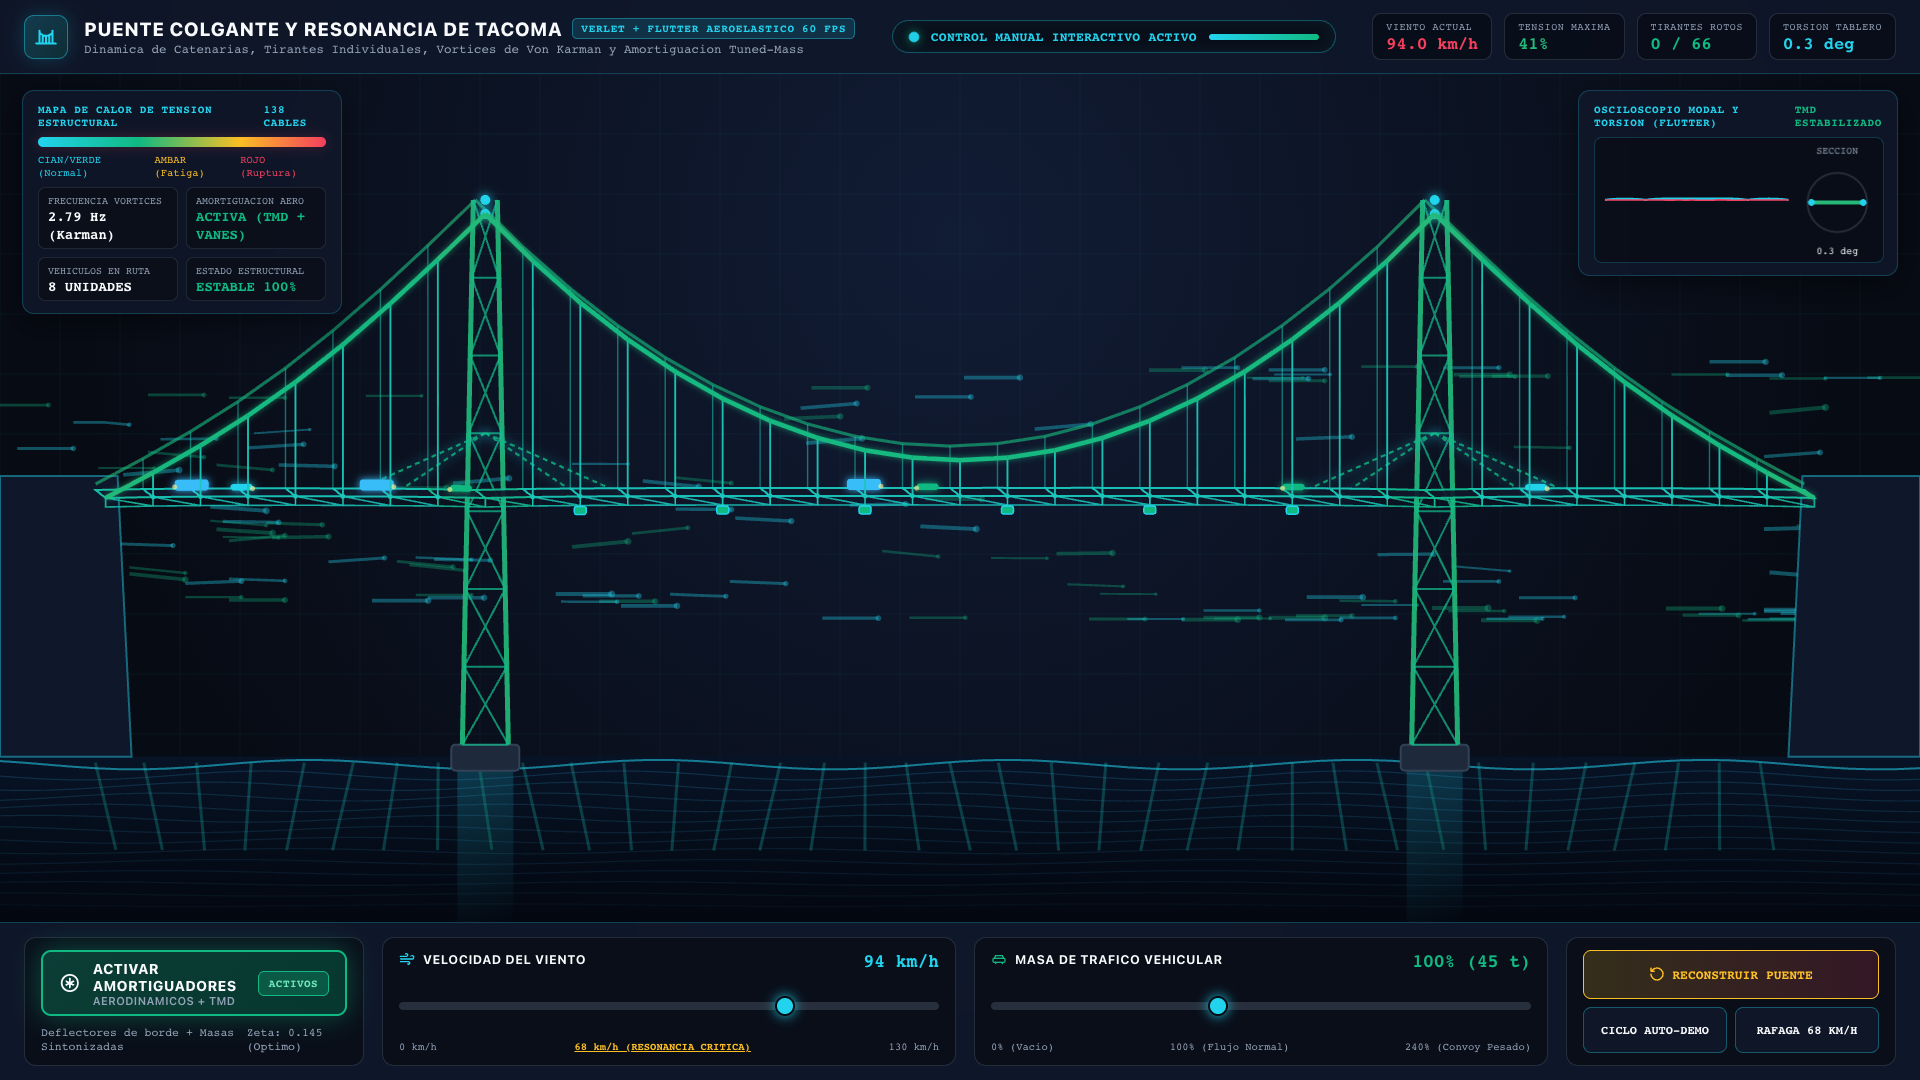 PUENTE COLGANTE Y RESONANCIA DE TACOMA
VERLET + FLUTTER AEROELASTICO 60 FPS
Dinamica de Catenarias, Tirantes Individuales, Vortices de Von Karman y Amortiguacion Tuned-Mass
CONTROL MANUAL INTERACTIVO ACTIVO
VIENTO ACTUAL
94.0 km/h
TENSION MAXIMA
41%
TIRANTES ROTOS
0 / 66
TORSION TABLERO
0.3 deg
MAPA DE CALOR DE TENSION
ESTRUCTURAL
138
CABLES
CIAN/VERDE
(Normal)
AMBAR
(Fatiga)
ROJO
(Ruptura)
FRECUENCIA VORTICES
2.79 Hz
(Karman)
AMORTIGUACION AERO
ACTIVA (TMD +
VANES)
VEHICULOS EN RUTA
8 UNIDADES
ESTADO ESTRUCTURAL
ESTABLE 100%
OSCILOSCOPIO MODAL Y
TORSION (FLUTTER)
TMD
ESTABILIZADO
SECCION
0.3 deg
ACTIVAR
AMORTIGUADORES
AERODINAMICOS + TMD
ACTIVOS
Deflectores de borde + Masas
Sintonizadas
Zeta: 0.145
(Optimo)
VELOCIDAD DEL VIENTO
94 km/h
0 km/h
68 km/h (RESONANCIA CRITICA)
130 km/h
MASA DE TRAFICO VEHICULAR
100% (45 t)
0% (Vacio)
100% (Flujo Normal)
240% (Convoy Pesado)
RECONSTRUIR PUENTE
CICLO AUTO-DEMO
RAFAGA 68 KM/H